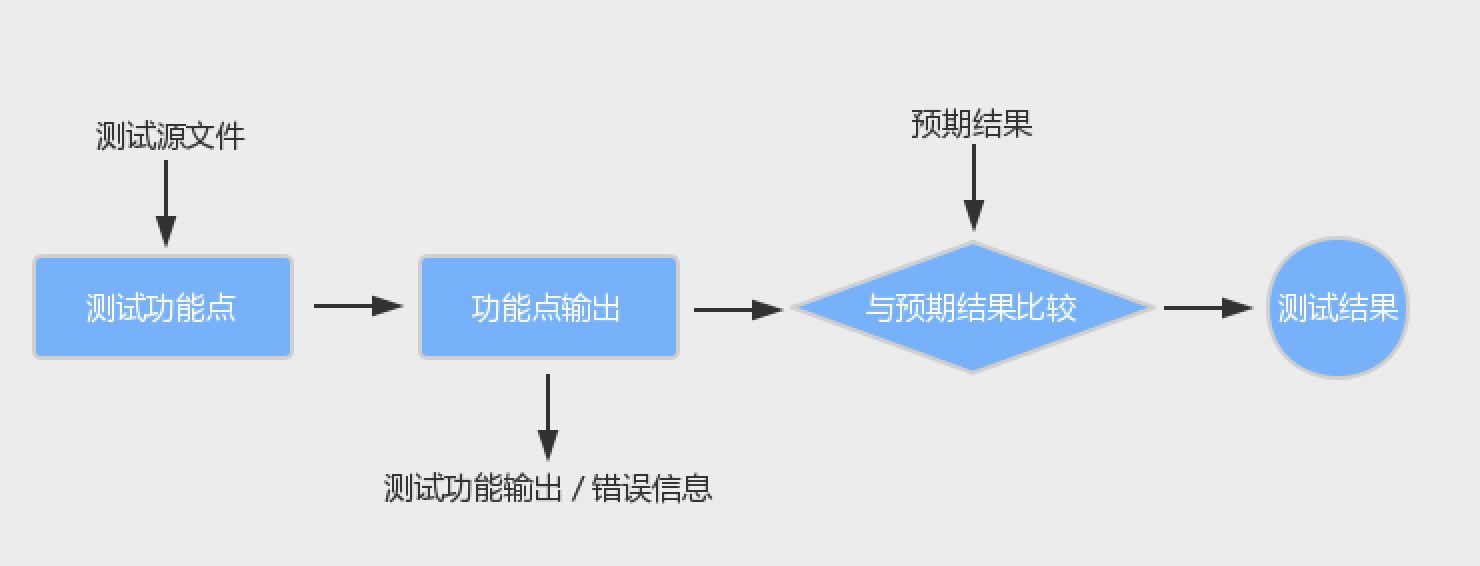 测试源文件
预期结果
测试功能点
功能点输出
与预期结果比较
测试结果
测试功能输出 / 错误信息